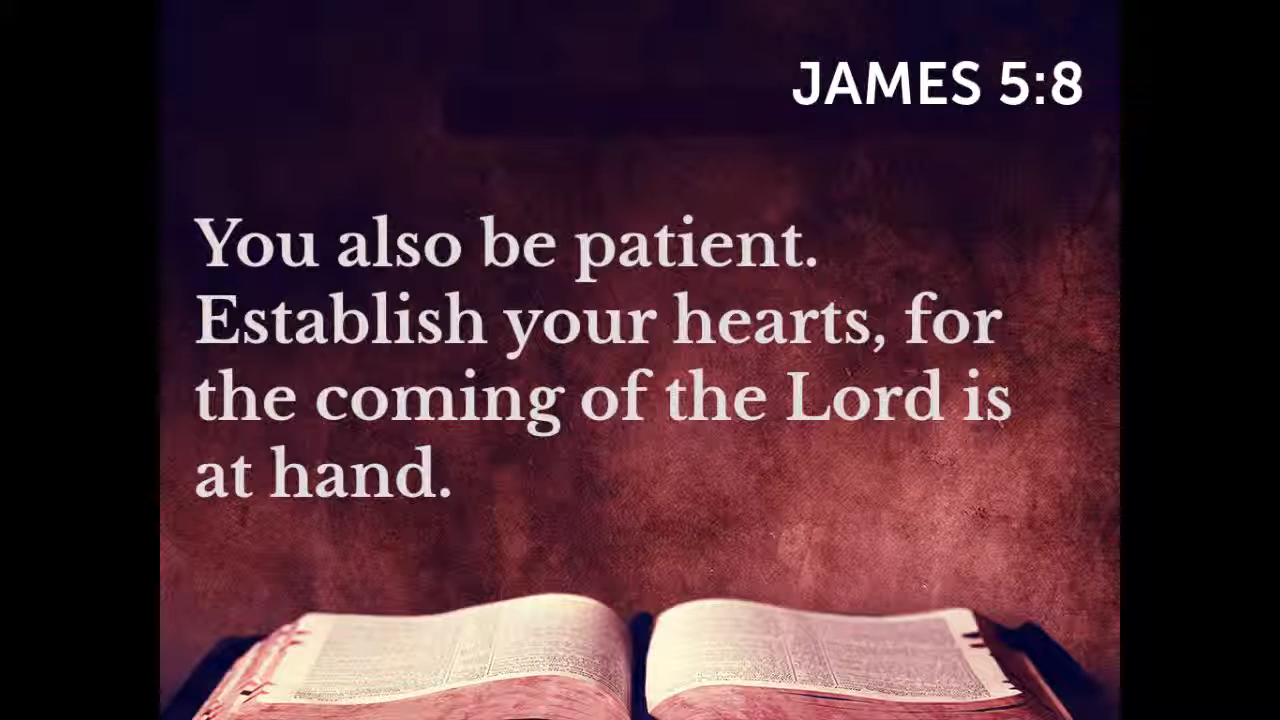 JAMES 5:8
You also be patient.
Establish your hearts, for
the coming of the Lord is
at hand.